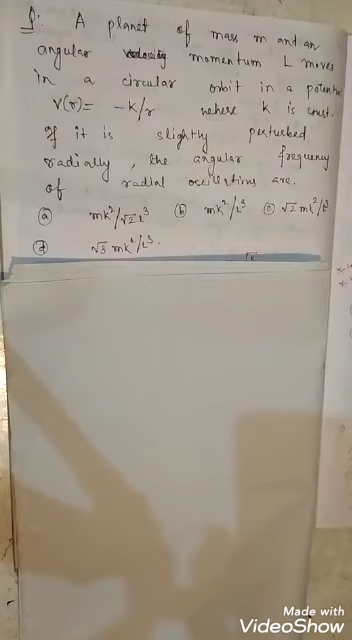 Q:- A planet of mass m and an
angular momentum L moves
in a circular orbit in a potential
V(r) = -K/r where k is const.
If it is slightly perturbed
radially, the angular frequency
of radial oscillations are.
(a) mk²/√2 L³ (b) mk²/L³ (c) √2 mk²/L³
(d) √3 mk²/L³.
Made with
VideoShow